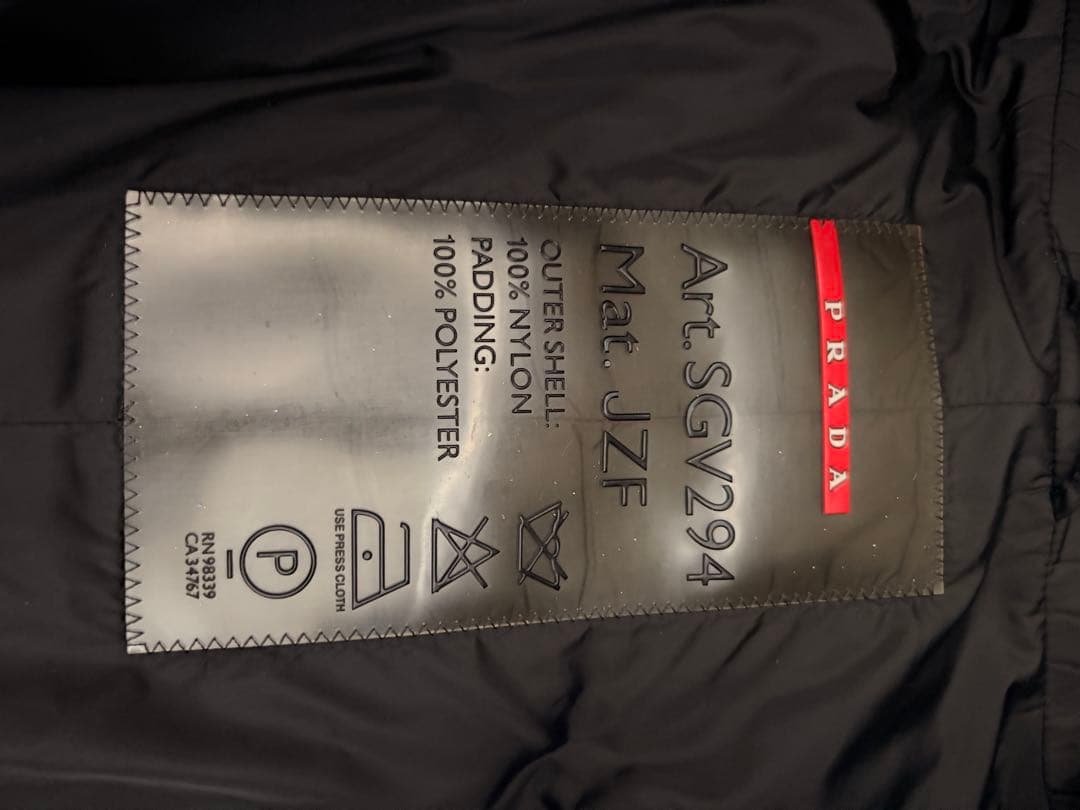 PRADA
Art. SGV294
Mat. JZF
OUTER SHELL:
100% NYLON
PADDING:
100% POLYESTER
USE PRESS CLOTH
P
RN 98339
CA 34767